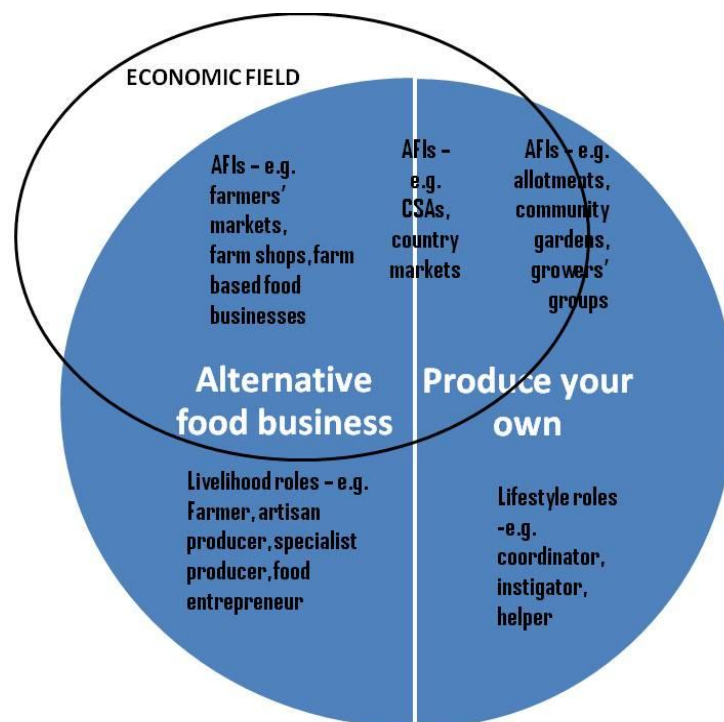 ECONOMIC FIELD
AFIs – e.g.
farmers’
markets,
farm shops, farm
based food
businesses
AFIs –
e.g.
CSAs,
country
markets
AFIs – e.g.
allotments,
community
gardens,
growers’
groups
Alternative
food business
Produce your
own
Livelihood roles – e.g.
Farmer, artisan
producer, specialist
producer, food
entrepreneur
Lifestyle roles
-e.g.
coordinator,
instigator,
helper